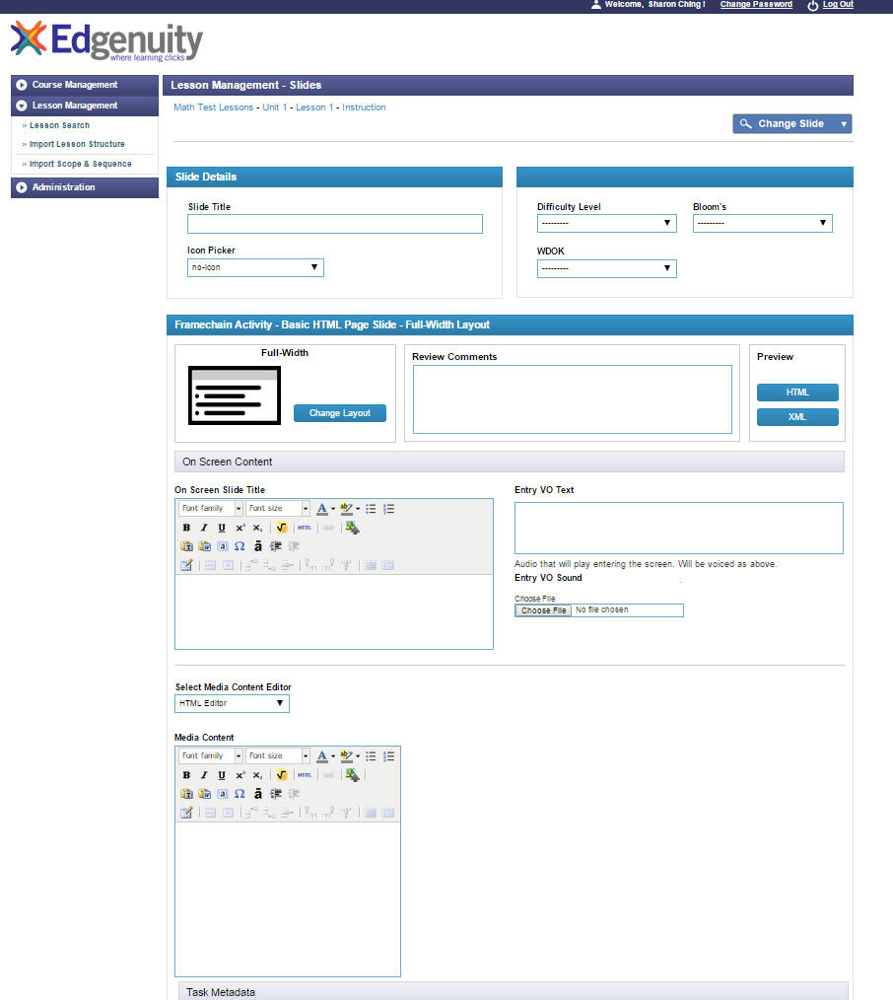 Welcome, Sharon Ching ! Change Password Log Out
Edgenuity
where learning clicks
Course Management
Lesson Management
» Lesson Search
» Import Lesson Structure
» Import Scope & Sequence
Administration
Lesson Management - Slides
Math Test Lessons - Unit 1 - Lesson 1 - Instruction
Change Slide
Slide Details
Slide Title
Icon Picker
no-icon
Difficulty Level Bloom's
--------- ---------
WDOK
---------
Framechain Activity - Basic HTML Page Slide - Full-Width Layout
Full-Width
Change Layout
Review Comments
Preview
HTML
XML
On Screen Content
On Screen Slide Title
Font family Font size
B I U x² x₂ HTML
Entry VO Text
Audio that will play entering the screen. Will be voiced as above.
Entry VO Sound
Choose File
Choose File No file chosen
Select Media Content Editor
HTML Editor
Media Content
Font family Font size
B I U x² x₂ HTML
Task Metadata